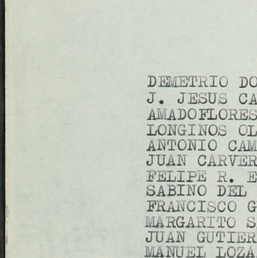 DEMETRIO DO
J. JESUS CA
AMADOFLORES
LONGINOS OL
ANTONIO CAM
JUAN CARVER
FELIPE R. E
SABINO DEL
FRANCISCO G
MARGARITO S
JUAN GUTIER
MANUEL LOZA